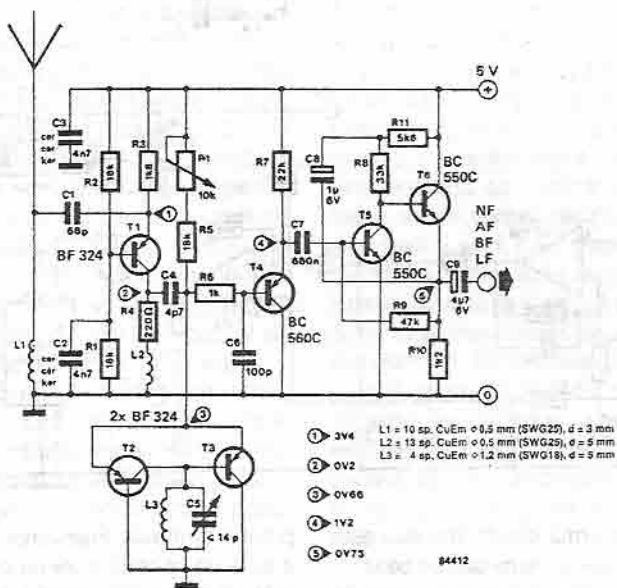 5 V
+
C3
cer
cér
ker
4n7
R2
18k
R3
1k8
P1
10k
R5
18k
R7
22k
C8
1µ
6V
R8
33k
R11
5k6
T6
BC
550C
C1
68p
1
T1
BF 324
2
R4
220Ω
C4
4p7
R6
1k
T4
BC
560C
4
C7
680n
T5
BC
550C
NF
AF
BF
LF
C9
4µ7
6V
5
R9
47k
R10
1k2
L1
C2
cer
cér
ker
4n7
R1
18k
L2
C6
100p
0
2x BF 324
3
T2
T3
L3
C5
< 14 p
1 3V4
2 0V2
3 0V66
4 1V2
5 0V75
L1 = 10 sp. CuEm ø 0,5 mm (SWG25), d = 3 mm
L2 = 13 sp. CuEm ø 0,5 mm (SWG25), d = 5 mm
L3 = 4 sp. CuEm ø 1,2 mm (SWG18), d = 5 mm
84412